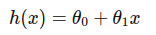 h(x) = θ₀ + θ₁x